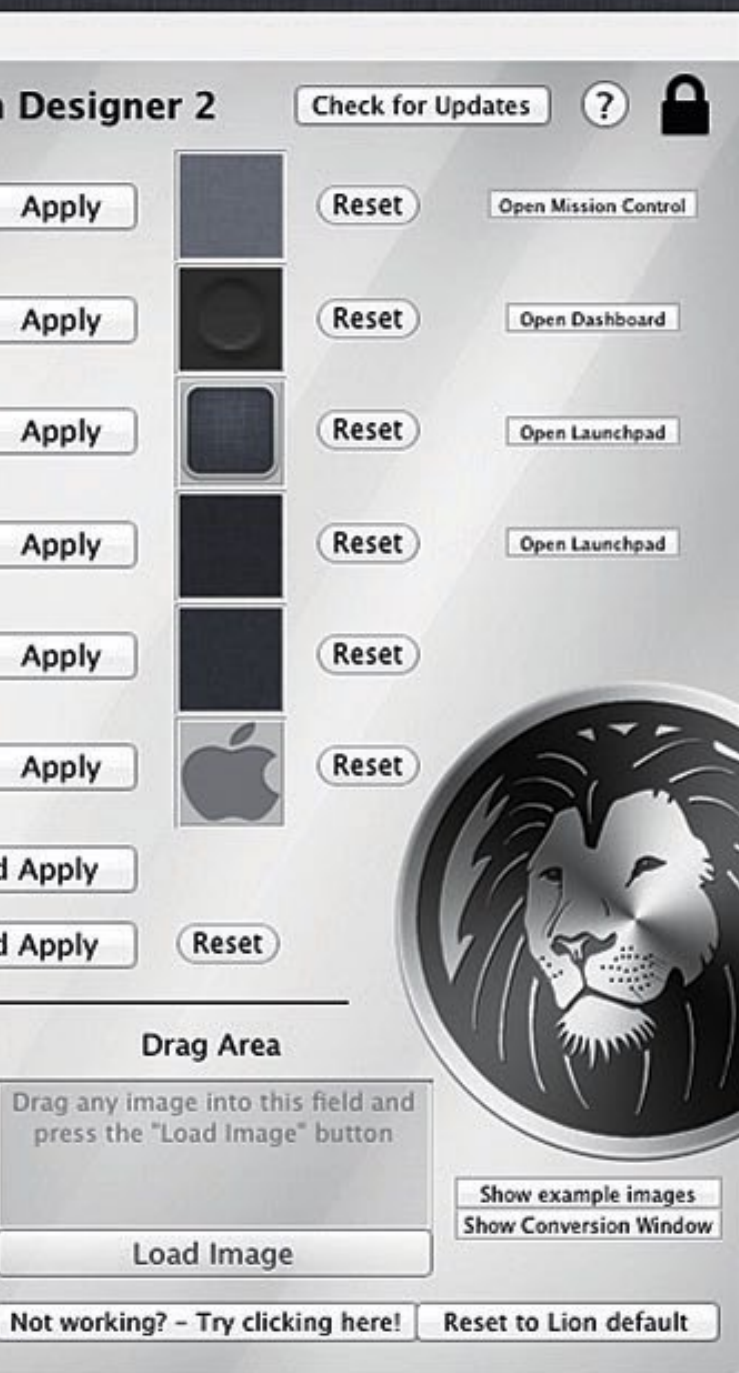 n Designer 2 Check for Updates ?
Apply Reset Open Mission Control
Apply Reset Open Dashboard
Apply Reset Open Launchpad
Apply Reset Open Launchpad
Apply Reset
Apply Reset
d Apply
d Apply Reset
Drag Area
Drag any image into this field and
press the "Load Image" button
Show example images
Show Conversion Window
Load Image
Not working? – Try clicking here! Reset to Lion default